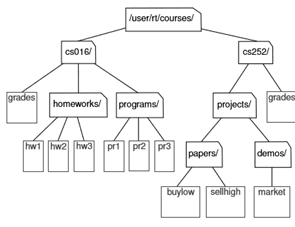 /user/rt/courses/
cs016/
cs252/
grades
homeworks/
programs/
projects/
grades
hw1
hw2
hw3
pr1
pr2
pr3
papers/
demos/
buylow
sellhigh
market